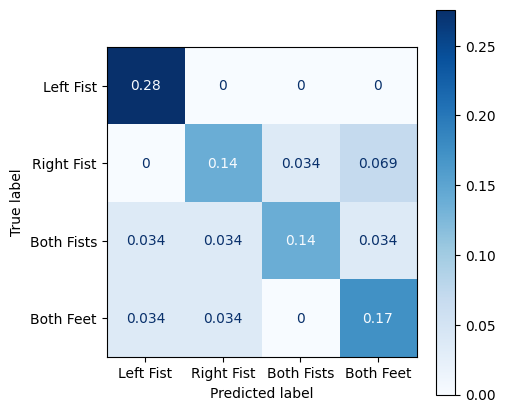 Left Fist 0.28 0 0 0
Right Fist 0 0.14 0.034 0.069
Both Fists 0.034 0.034 0.14 0.034
Both Feet 0.034 0.034 0 0.17
Left Fist Right Fist Both Fists Both Feet
Predicted label
True label
0.25
0.20
0.15
0.10
0.05
0.00